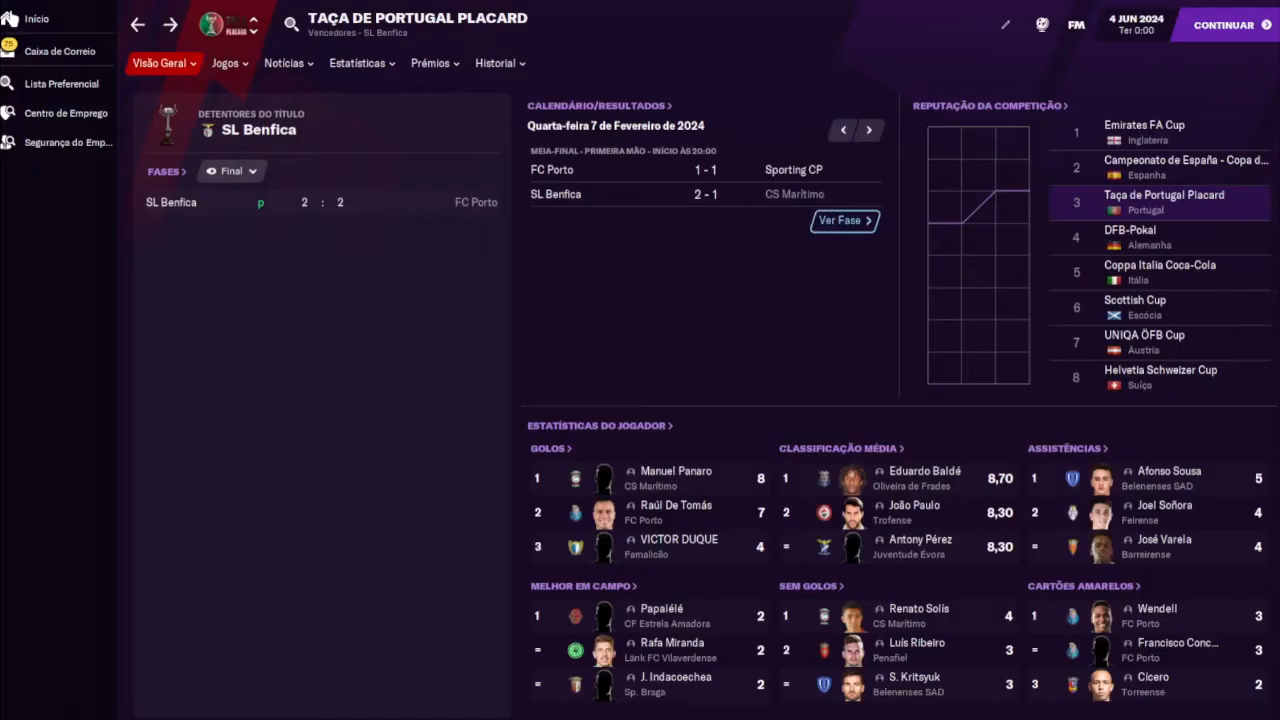 Início
75
Caixa de Correio
Lista Preferencial
Centro de Emprego
Segurança do Emp...
TAÇA DE PORTUGAL PLACARD
Vencedores - SL Benfica
FM
4 JUN 2024
Ter 0:00
CONTINUAR
Visão Geral
Jogos
Notícias
Estatísticas
Prémios
Historial
DETENTORES DO TÍTULO
SL Benfica
FASES
Final
SL Benfica p 2 : 2 FC Porto
CALENDÁRIO/RESULTADOS
Quarta-feira 7 de Fevereiro de 2024
MEIA-FINAL - PRIMEIRA MÃO - INÍCIO ÀS 20:00
FC Porto 1 - 1 Sporting CP
SL Benfica 2 - 1 CS Marítimo
Ver Fase
REPUTAÇÃO DA COMPETIÇÃO
1 Emirates FA Cup
Inglaterra
2 Campeonato de España - Copa d...
Espanha
3 Taça de Portugal Placard
Portugal
4 DFB-Pokal
Alemanha
5 Coppa Italia Coca-Cola
Itália
6 Scottish Cup
Escócia
7 UNIQA ÖFB Cup
Áustria
8 Helvetia Schweizer Cup
Suíça
ESTATÍSTICAS DO JOGADOR
GOLOS
1 Manuel Panaro 8
CS Marítimo
2 Raúl De Tomás 7
FC Porto
3 VICTOR DUQUE 4
Famalicão
CLASSIFICAÇÃO MÉDIA
1 Eduardo Baldé 8,70
Oliveira de Frades
2 João Paulo 8,30
Trofense
= Antony Pérez 8,30
Juventude Évora
ASSISTÊNCIAS
1 Afonso Sousa 5
Belenenses SAD
2 Joel Soñora 4
Feirense
= José Varela 4
Barreirense
MELHOR EM CAMPO
1 Papalélé 2
CF Estrela Amadora
= Rafa Miranda 2
Länk FC Vilaverdense
= J. Indacoechea 2
Sp. Braga
SEM GOLOS
1 Renato Solís 4
CS Marítimo
2 Luís Ribeiro 3
Penafiel
= S. Kritsyuk 3
Belenenses SAD
CARTÕES AMARELOS
1 Wendell 3
FC Porto
= Francisco Conc... 3
FC Porto
3 Cícero 2
Torreense